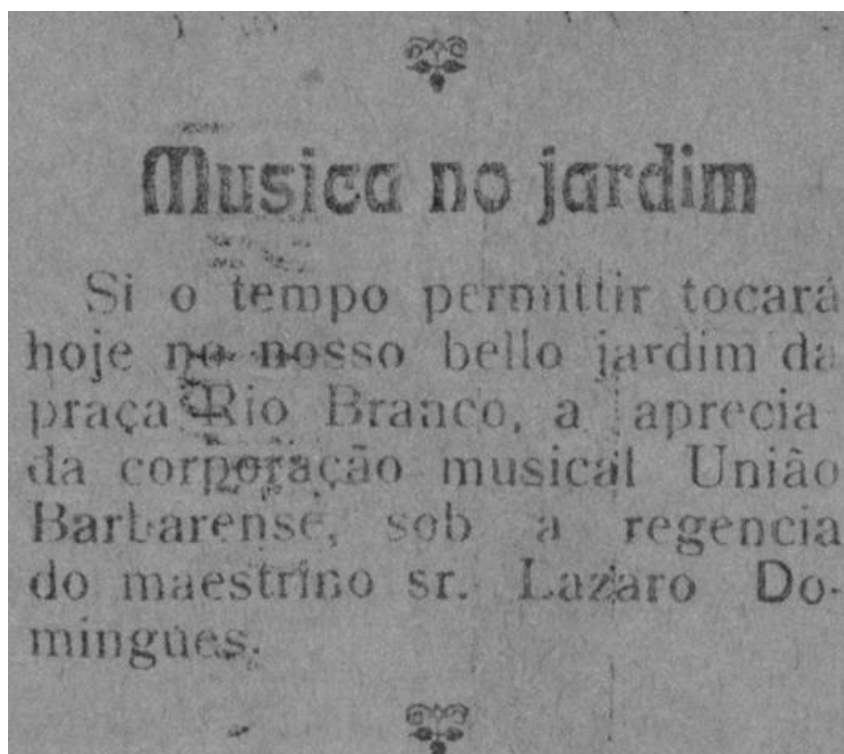 Musica no jardim
Si o tempo permittir tocará
hoje no nosso bello jardim da
praça Rio Branco, a aprecia-
da corporação musical União
Barbarense, sob a regencia
do maestrino sr. Lazaro Do-
mingues.